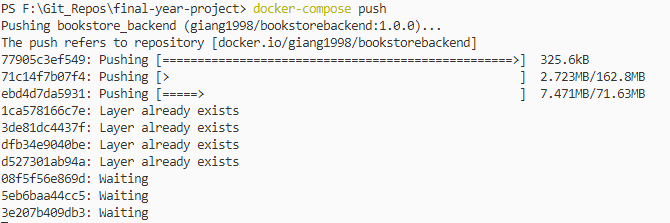 PS F:\Git_Repos\final-year-project> docker-compose push
Pushing bookstore_backend (giang1998/bookstorebackend:1.0.0)...
The push refers to repository [docker.io/giang1998/bookstorebackend]
77905c3ef549: Pushing [==================================================>]  325.6kB
71c14f7b07f4: Pushing [>                                                  ]  2.723MB/162.8MB
ebd4d7da5931: Pushing [=====>                                             ]  7.471MB/71.63MB
1ca578166c7e: Layer already exists
3de81dc4437f: Layer already exists
dfb34e9040be: Layer already exists
d527301ab94a: Layer already exists
08f5f56e869d: Waiting
5eb6baa44cc5: Waiting
3e207b409db3: Waiting